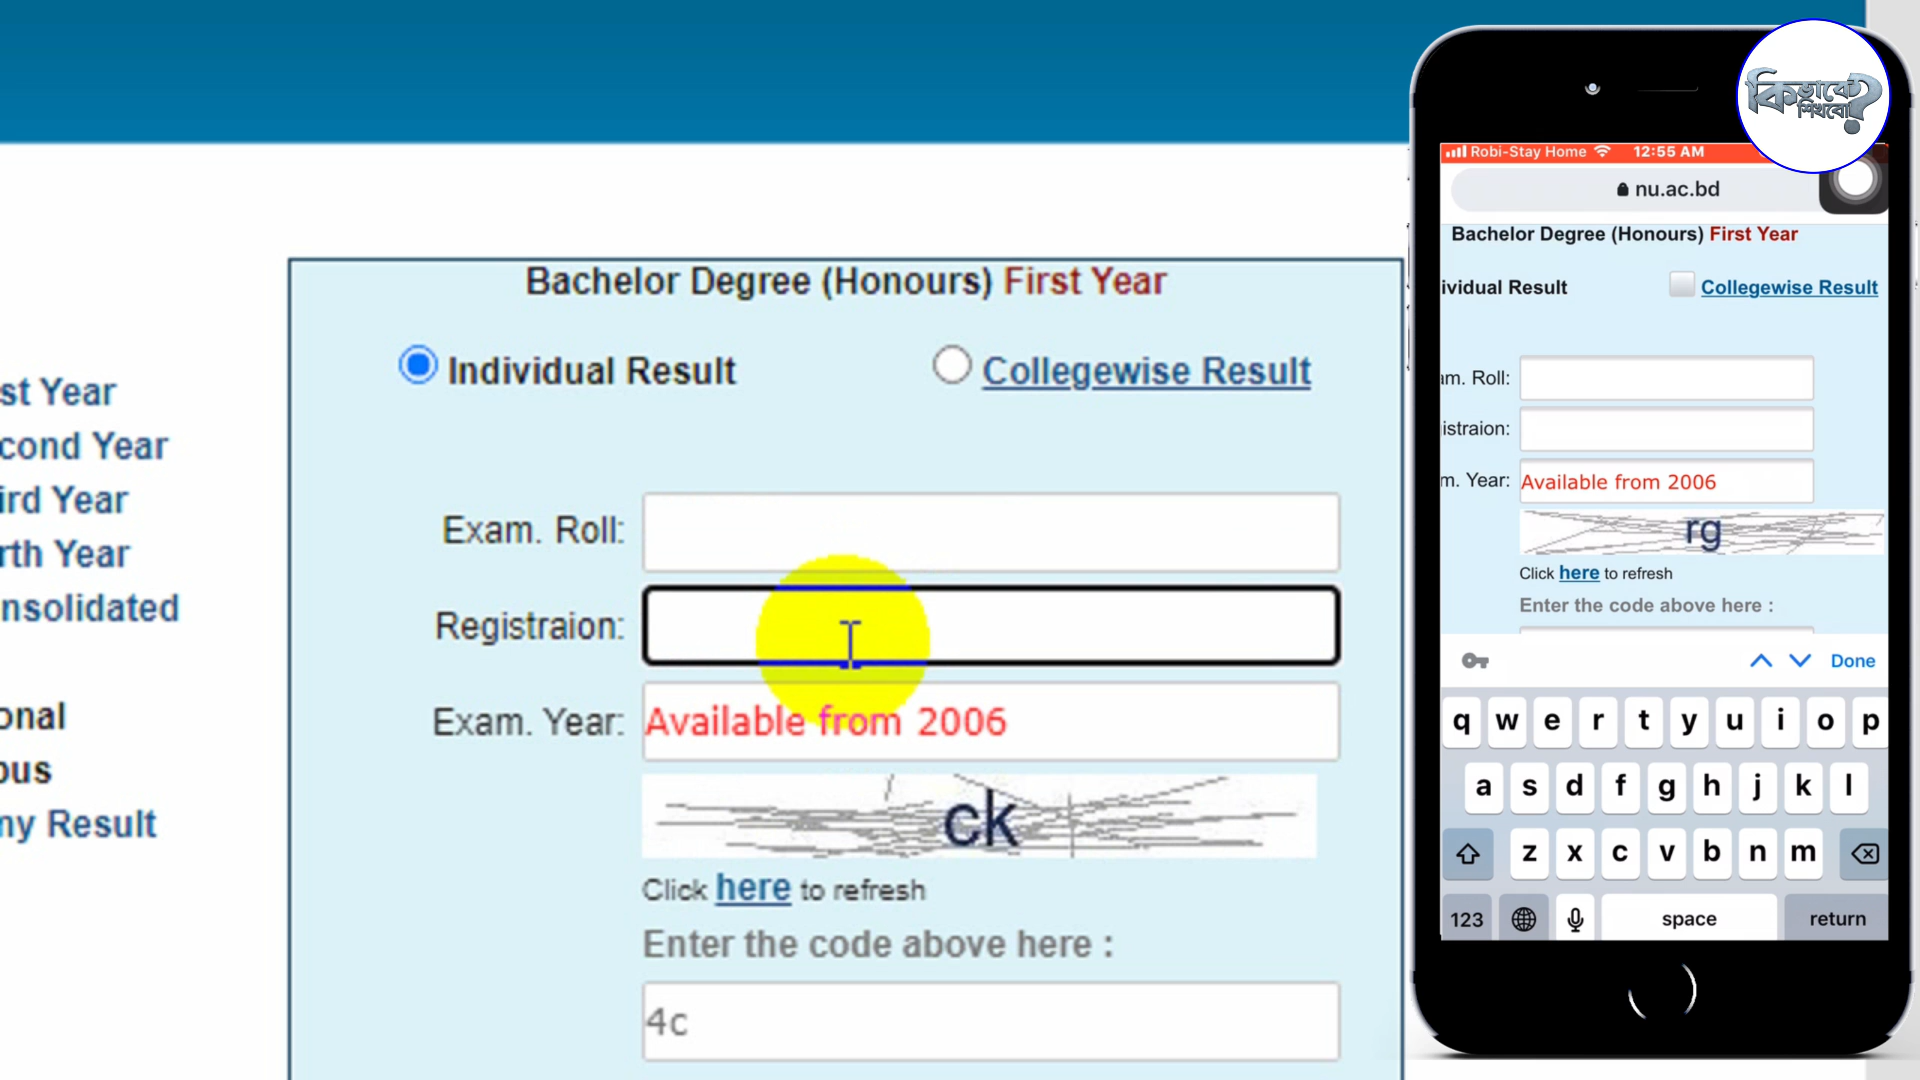 Bachelor Degree (Honours) First Year
Individual Result
Collegewise Result
st Year
cond Year
ird Year
rth Year
nsolidated
onal
ous
ny Result
Exam. Roll:
Registraion:
Exam. Year: Available from 2006
ck
Click here to refresh
Enter the code above here :
4c
কিভাবে শিখবো?
Robi-Stay Home 12:55 AM
nu.ac.bd
Bachelor Degree (Honours) First Year
ividual Result
Collegewise Result
am. Roll:
istraion:
m. Year: Available from 2006
rg
Click here to refresh
Enter the code above here :
Done
q w e r t y u i o p
a s d f g h j k l
z x c v b n m
123 space return